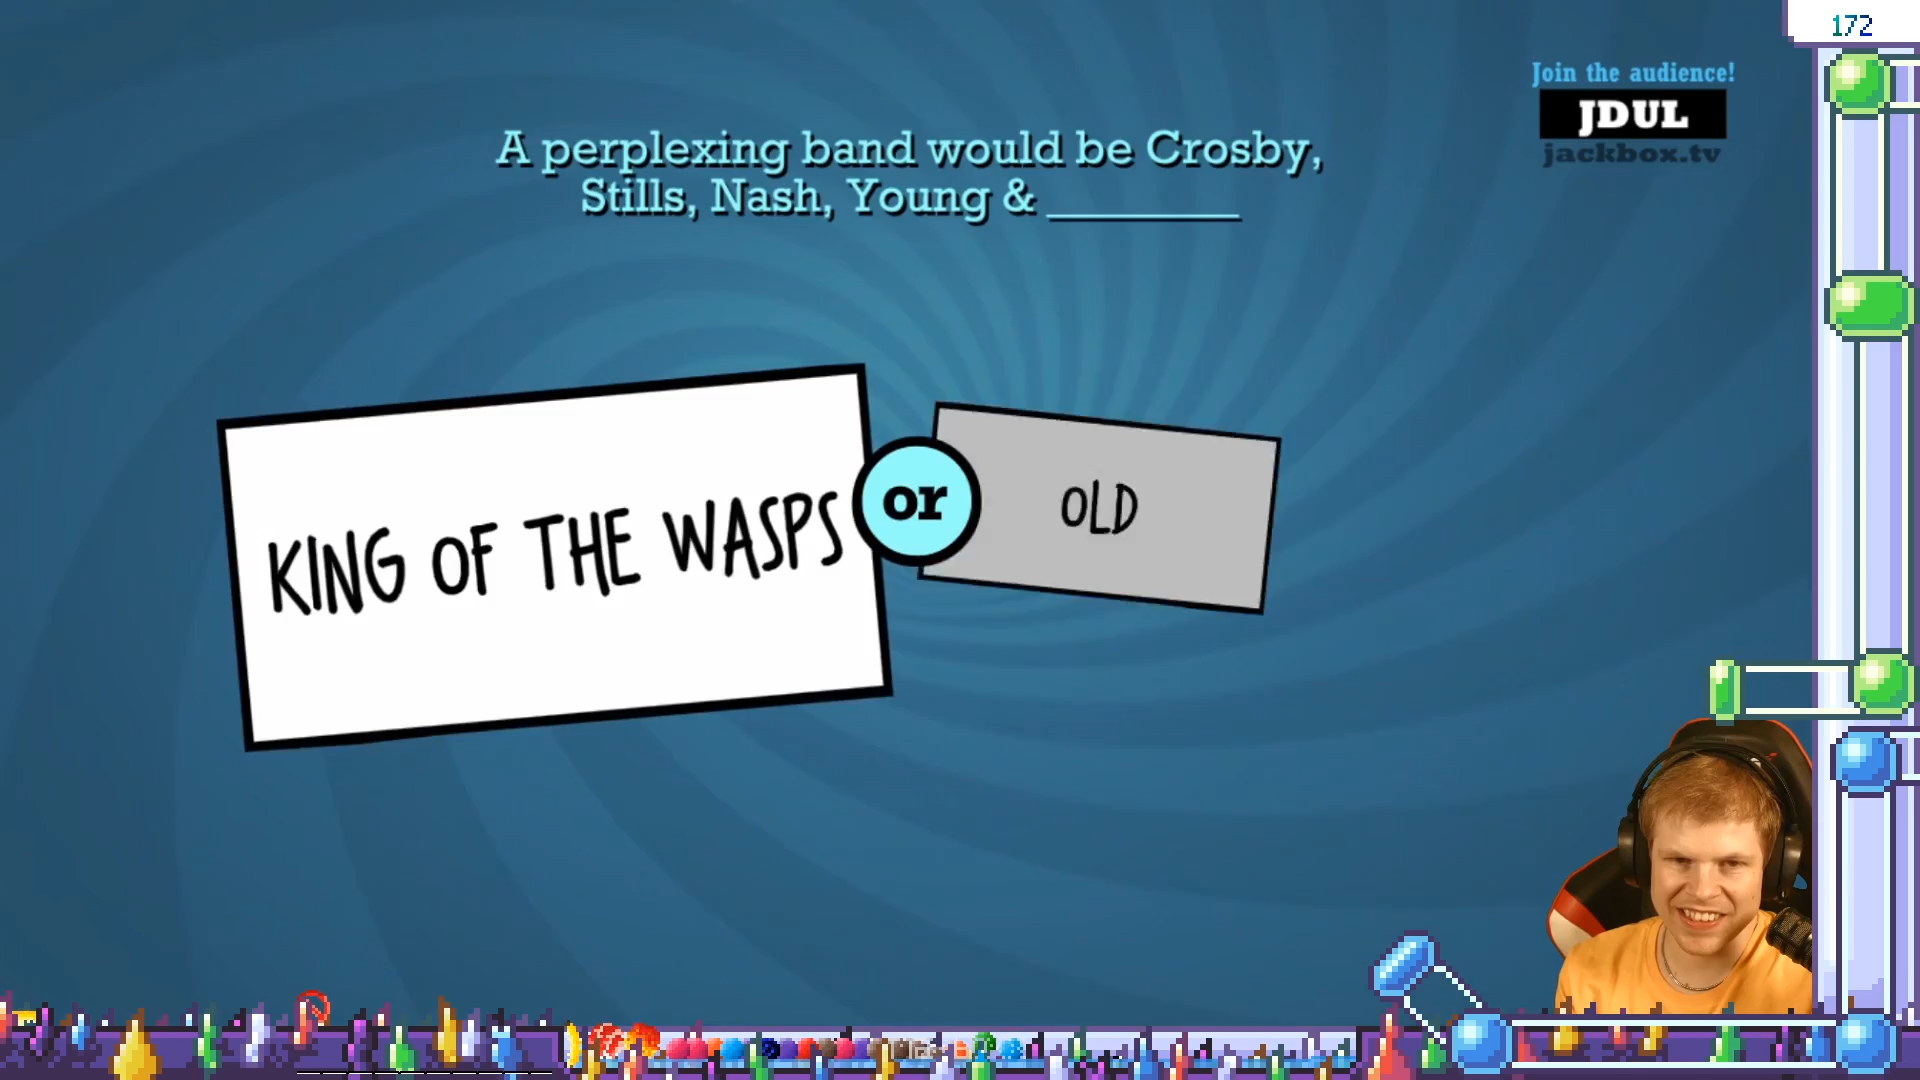 172
Join the audience!
JDUL
jackbox.tv
A perplexing band would be Crosby,
Stills, Nash, Young & ________
KING OF THE WASPS
or
OLD